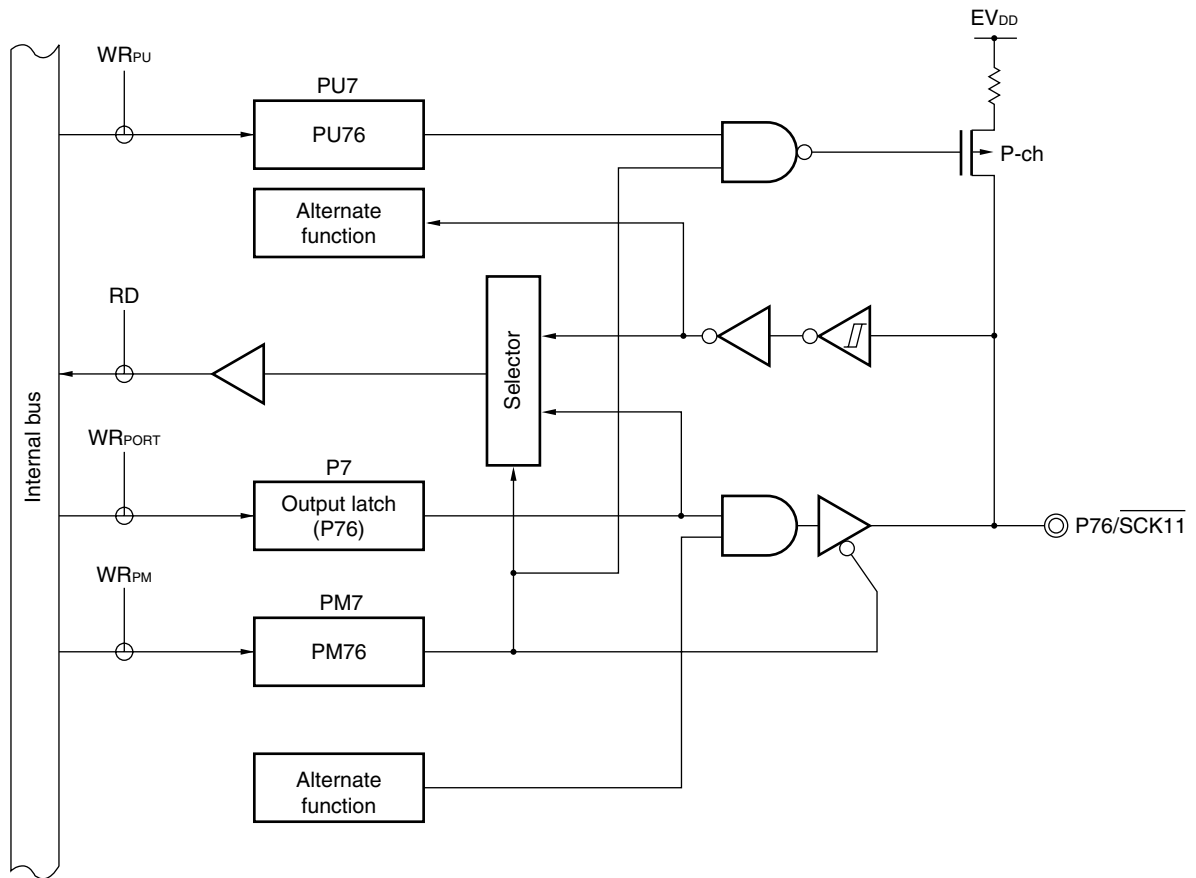 EVDD
WRPU
PU7
PU76
P-ch
Alternate
function
RD
Selector
Internal bus
WRPORT
P7
Output latch
(P76)
P76/SCK11
WRPM
PM7
PM76
Alternate
function